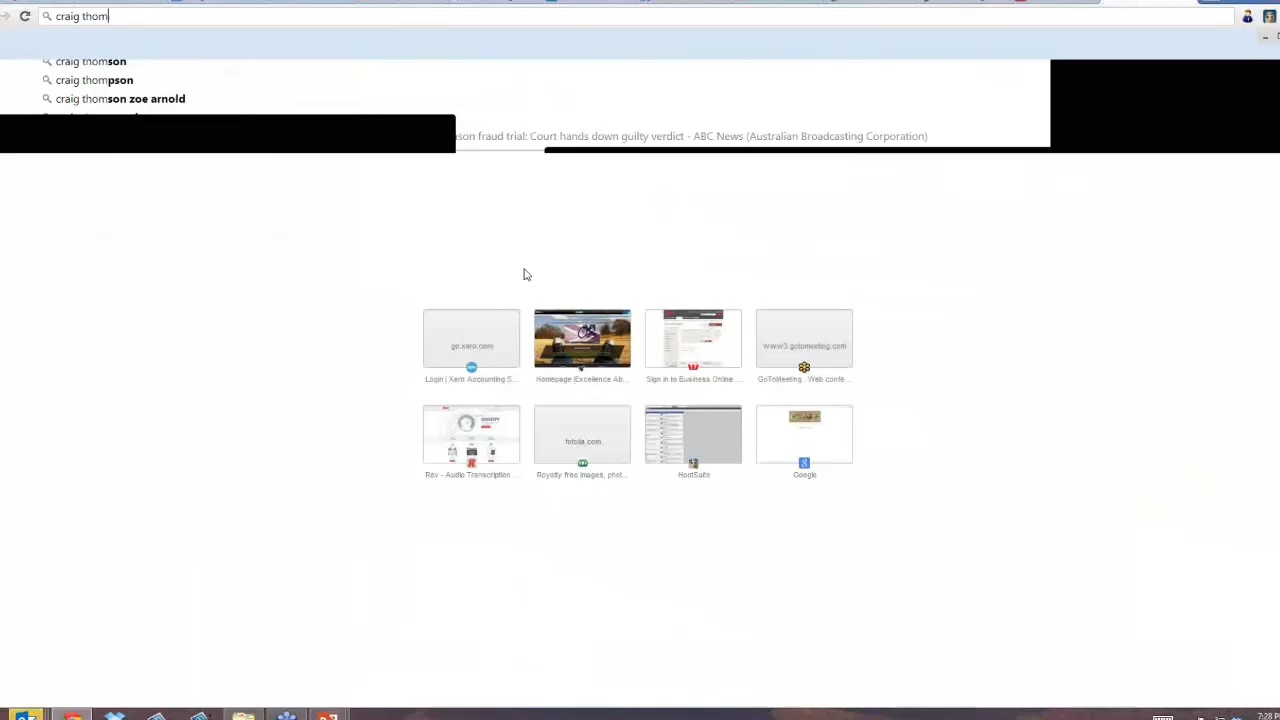 craig thom
craig thomson
craig thompson
craig thomson zoe arnold
son fraud trial: Court hands down guilty verdict - ABC News (Australian Broadcasting Corporation)
go.xero.com
www3.gotomeeting.com
Login | Xero Accounting S...
Homepage |Excellence Ab...
Sign in to Business Online ...
GoToMeeting : Web confe...
fotolia.com
Rev - Audio Transcription ...
Royalty free images, phot...
HootSuite
Google
7:28 P